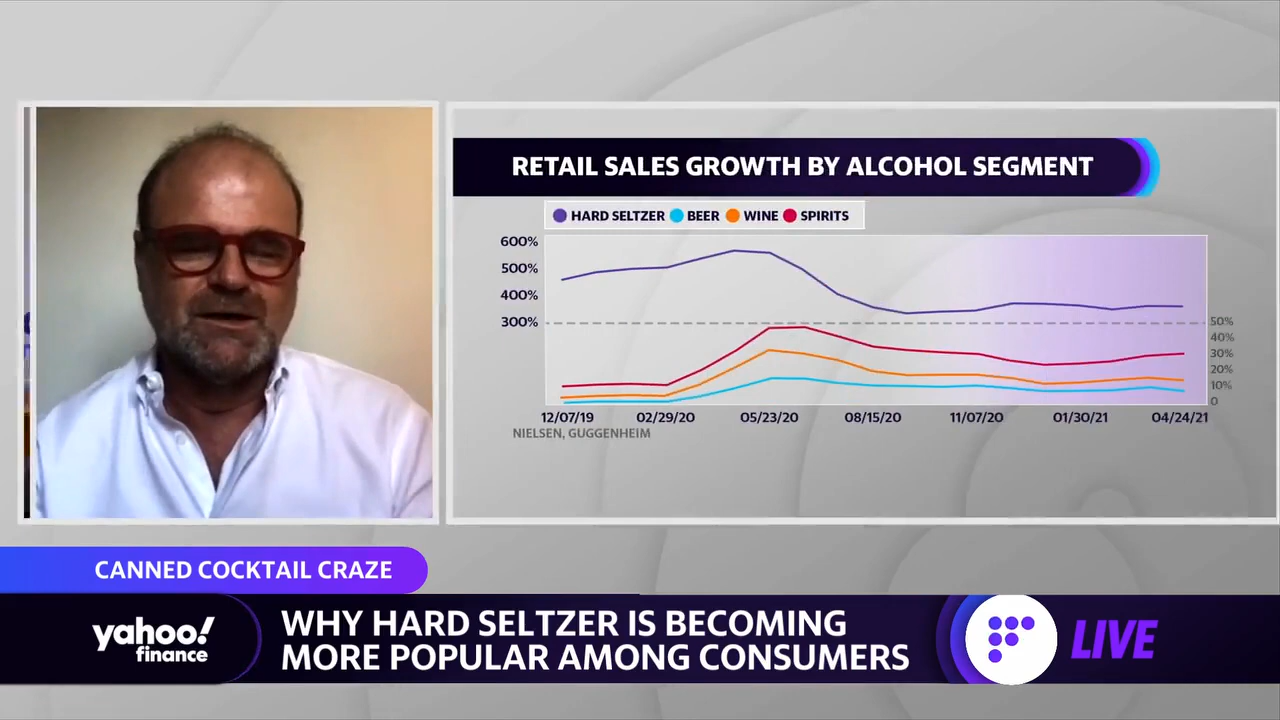 RETAIL SALES GROWTH BY ALCOHOL SEGMENT
HARD SELTZER BEER WINE SPIRITS
600%
500%
400%
300%
50%
40%
30%
20%
10%
0
12/07/19 02/29/20 05/23/20 08/15/20 11/07/20 01/30/21 04/24/21
NIELSEN, GUGGENHEIM
CANNED COCKTAIL CRAZE
yahoo!
finance
WHY HARD SELTZER IS BECOMING
MORE POPULAR AMONG CONSUMERS
LIVE